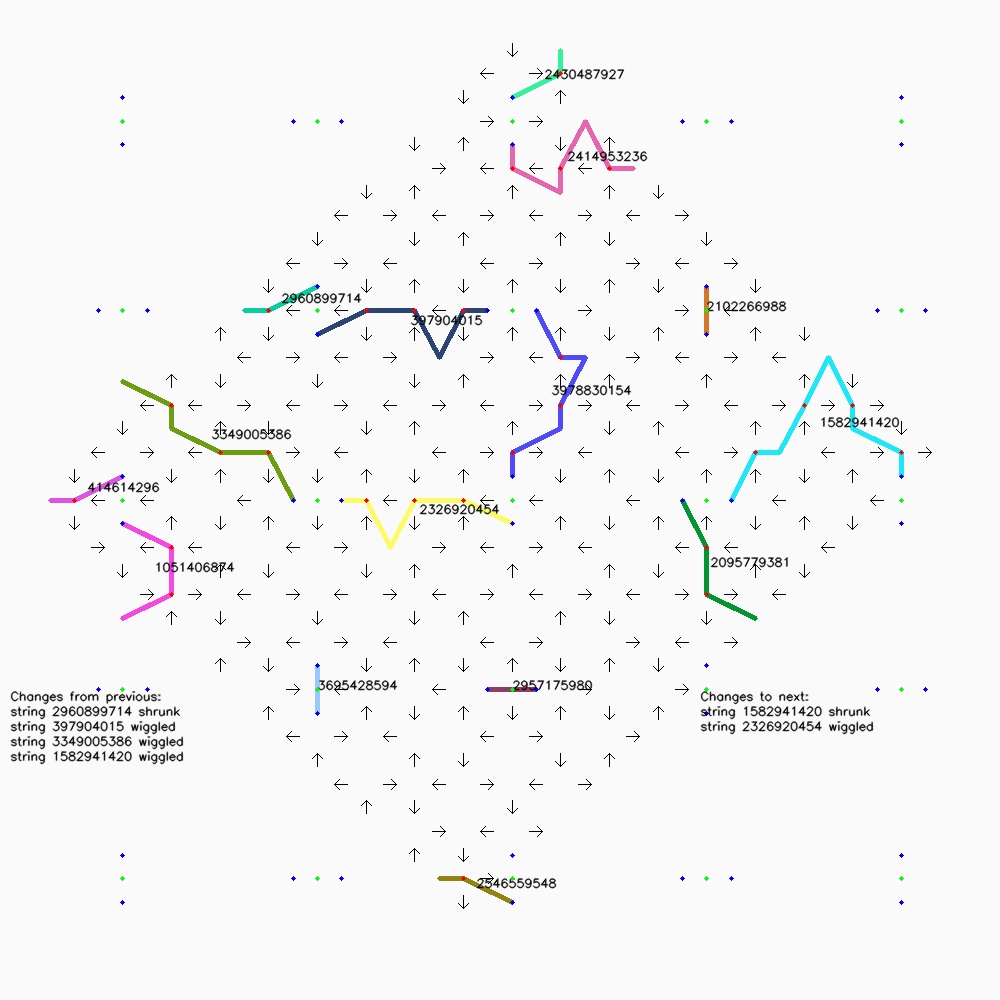 2430487927
2414953236
2960899714
2102266988
397904015
3978830154
1582941420
3349005386
414614296
2326920454
2095779381
1051406874
3695428594
2957175980
Changes from previous:
string 2960899714 shrunk
string 397904015 wiggled
string 3349005386 wiggled
string 1582941420 wiggled
Changes to next:
string 1582941420 shrunk
string 2326920454 wiggled
2546559548